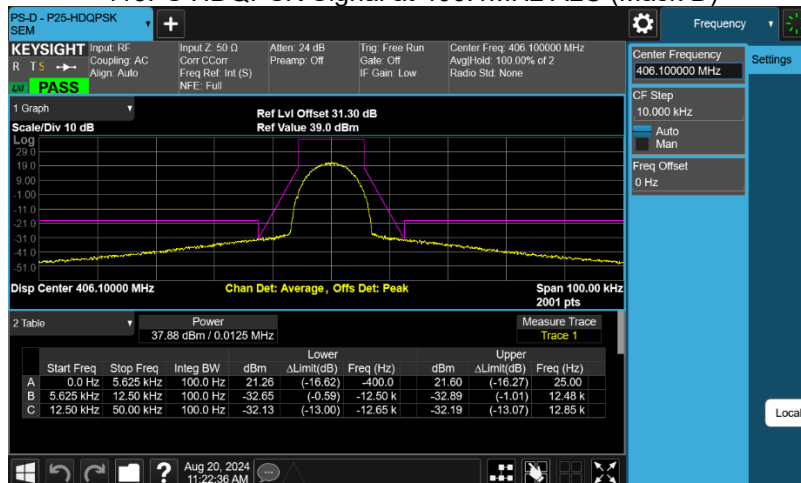 PS-D - P25-HDQPSK
SEM
Frequency
KEYSIGHT
R T S
LXI PASS
Input: RF
Coupling: AC
Align: Auto
Input Z: 50 Ω
Corr CCorr
Freq Ref: Int (S)
NFE: Full
Atten: 24 dB
Preamp: Off
Trig: Free Run
Gate: Off
IF Gain: Low
Center Freq: 406.100000 MHz
Avg|Hold: 100.00% of 2
Radio Std: None
Center Frequency
406.100000 MHz
Settings
CF Step
10.000 kHz
Auto
Man
Freq Offset
0 Hz
1 Graph
Scale/Div 10 dB
Ref Lvl Offset 31.30 dB
Ref Value 39.0 dBm
Log
29.0
19.0
9.00
-1.00
-11.0
-21.0
-31.0
-41.0
-51.0
Disp Center 406.10000 MHz
Chan Det: Average , Offs Det: Peak
Span 100.00 kHz
2001 pts
2 Table
Power
37.88 dBm / 0.0125 MHz
Measure Trace
Trace 1
Lower Upper
Start Freq Stop Freq Integ BW dBm ΔLimit(dB) Freq (Hz) dBm ΔLimit(dB) Freq (Hz)
A 0.0 Hz 5.625 kHz 100.0 Hz 21.26 (-16.62) -400.0 21.60 (-16.27) 25.00
B 5.625 kHz 12.50 kHz 100.0 Hz -32.65 (-0.59) -12.50 k -32.89 (-1.01) 12.48 k
C 12.50 kHz 50.00 kHz 100.0 Hz -32.13 (-13.00) -12.65 k -32.19 (-13.07) 12.85 k
Local
?
Aug 20, 2024
11:22:36 AM